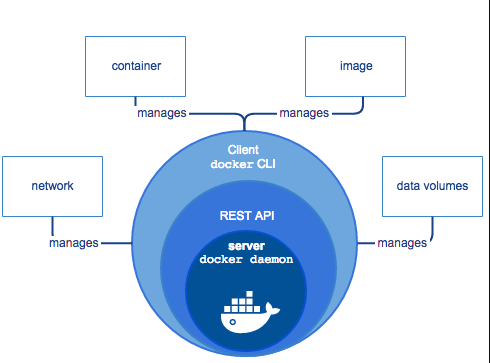 container
image
manages
manages
Client
docker CLI
network
data volumes
REST API
manages
manages
server
docker daemon